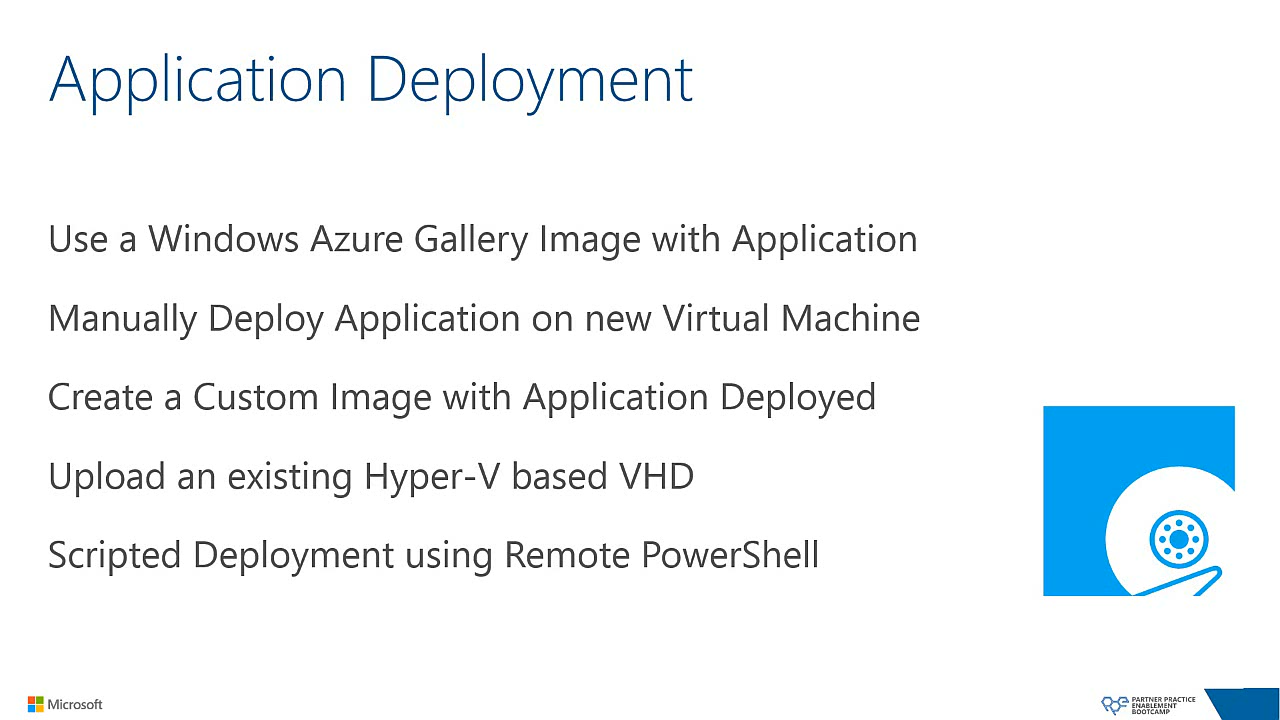 Application Deployment
Use a Windows Azure Gallery Image with Application
Manually Deploy Application on new Virtual Machine
Create a Custom Image with Application Deployed
Upload an existing Hyper-V based VHD
Scripted Deployment using Remote PowerShell
Microsoft
PARTNER PRACTICE
ENABLEMENT
BOOTCAMP